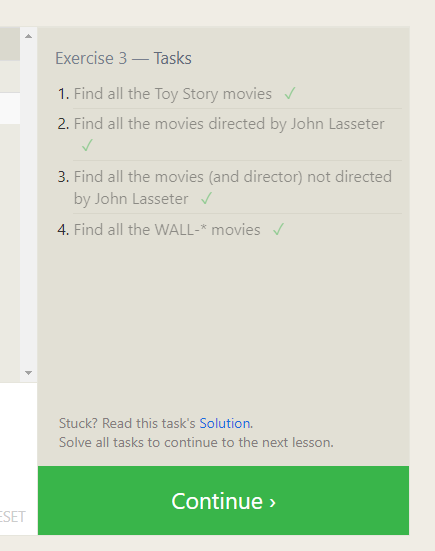 Exercise 3 — Tasks
1. Find all the Toy Story movies ✓
2. Find all the movies directed by John Lasseter
✓
3. Find all the movies (and director) not directed
by John Lasseter ✓
4. Find all the WALL-* movies ✓
Stuck? Read this task's Solution.
Solve all tasks to continue to the next lesson.
ESET
Continue ›